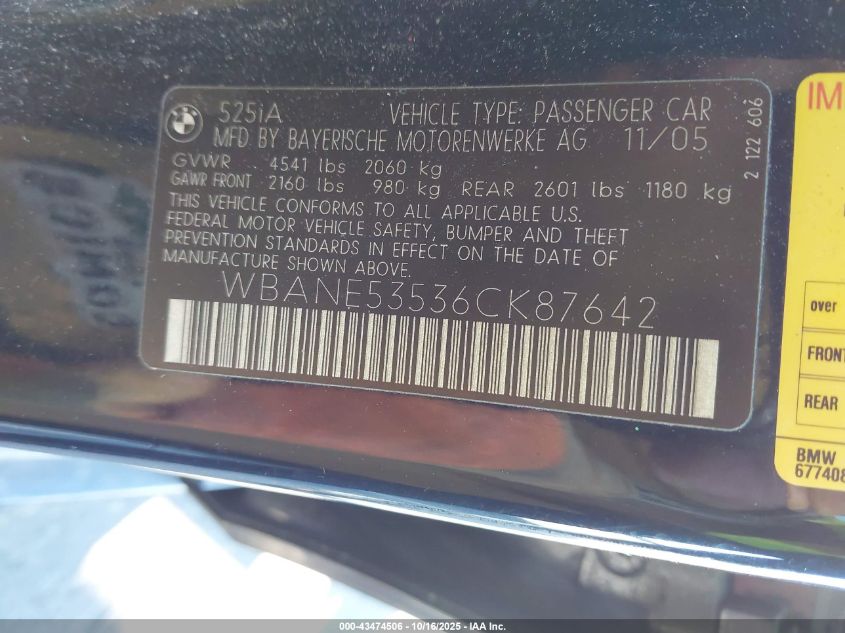 BMW
525iA VEHICLE TYPE: PASSENGER CAR
MFD BY BAYERISCHE MOTORENWERKE AG 11/05
GVWR 4541 lbs 2060 kg
GAWR FRONT 2160 lbs 980 kg REAR 2601 lbs 1180 kg
THIS VEHICLE CONFORMS TO ALL APPLICABLE U.S.
FEDERAL MOTOR VEHICLE SAFETY, BUMPER AND THEFT
PREVENTION STANDARDS IN EFFECT ON THE DATE OF
MANUFACTURE SHOWN ABOVE.
WBANE53536CK87642
2 122 606
IM
over
FRONT
REAR
BMW
677408
000-43474506 - 10/16/2025 - IAA Inc.